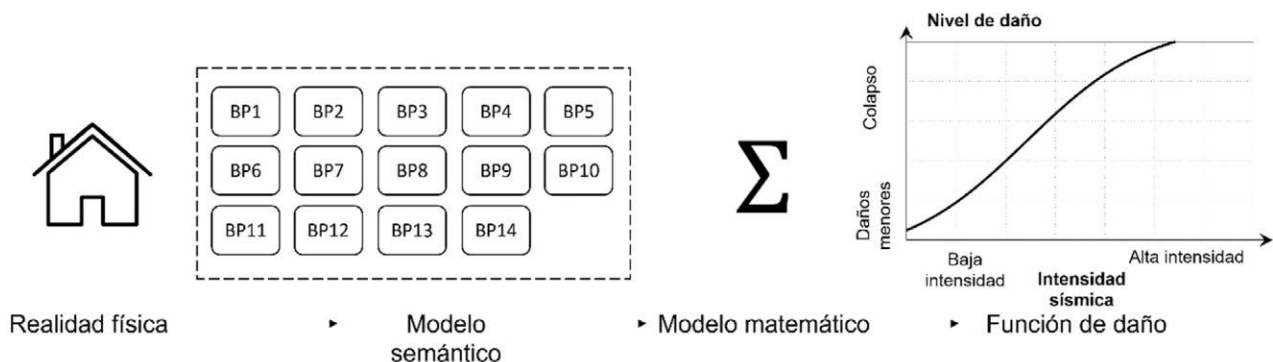 BP1 BP2 BP3 BP4 BP5
BP6 BP7 BP8 BP9 BP10
BP11 BP12 BP13 BP14
Σ
Nivel de daño
Colapso
Daños
menores
Baja
intensidad
Intensidad
sísmica
Alta intensidad
Realidad física
▸
Modelo
semántico
▸
Modelo matemático
▸
Función de daño